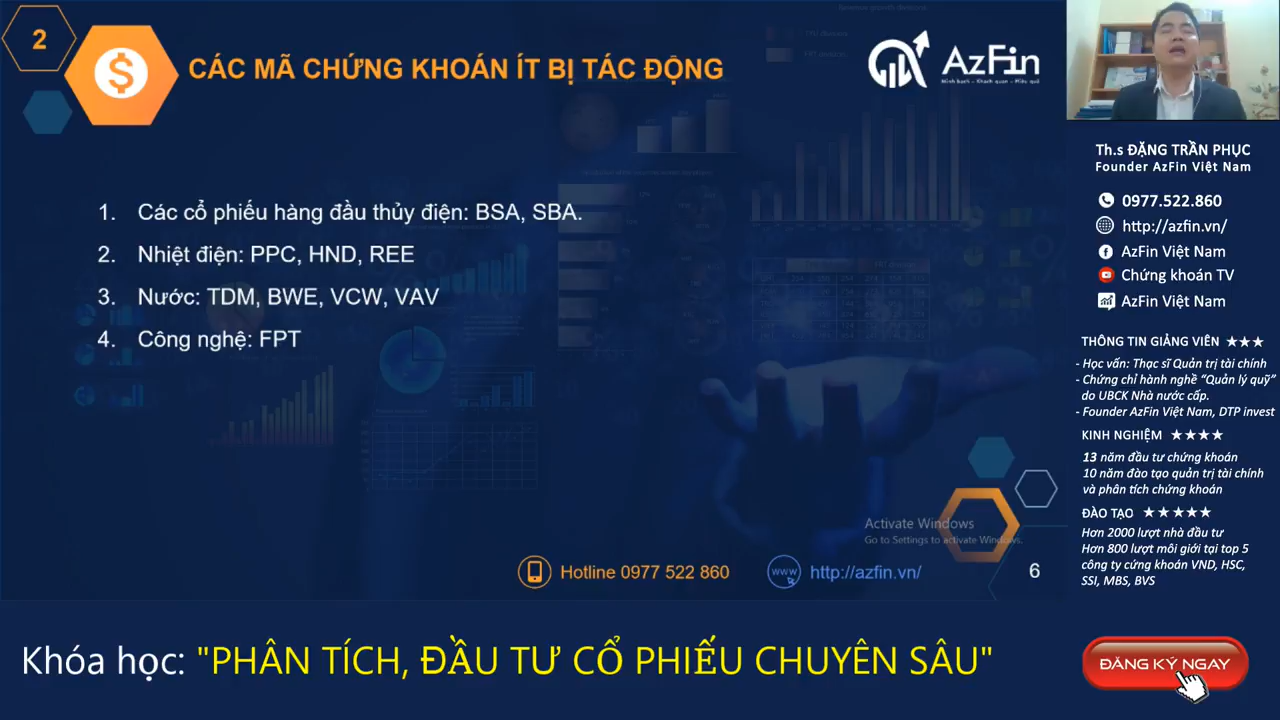 2
CÁC MÃ CHỨNG KHOÁN ÍT BỊ TÁC ĐỘNG
AzFin
Minh bạch - Khách quan - Hiệu quả
1. Các cổ phiếu hàng đầu thủy điện: BSA, SBA.
2. Nhiệt điện: PPC, HND, REE
3. Nước: TDM, BWE, VCW, VAV
4. Công nghệ: FPT
Activate Windows
Go to Settings to activate Windows.
Hotline 0977 522 860
www
http://azfin.vn/
6
Th.s ĐẶNG TRẦN PHỤC
Founder AzFin Việt Nam
0977.522.860
http://azfin.vn/
AzFin Việt Nam
Chứng khoán TV
AzFin Việt Nam
THÔNG TIN GIẢNG VIÊN ★★★
- Học vấn: Thạc sĩ Quản trị tài chính
- Chứng chỉ hành nghề “Quản lý quỹ”
do UBCK Nhà nước cấp.
- Founder AzFin Việt Nam, DTP invest
KINH NGHIỆM ★★★★
13 năm đầu tư chứng khoán
10 năm đào tạo quản trị tài chính
và phân tích chứng khoán
ĐÀO TẠO ★★★★★
Hơn 2000 lượt nhà đầu tư
Hơn 800 lượt môi giới tại top 5
công ty cứng khoán VND, HSC,
SSI, MBS, BVS
Khóa học: "PHÂN TÍCH, ĐẦU TƯ CỔ PHIẾU CHUYÊN SÂU"
ĐĂNG KÝ NGAY